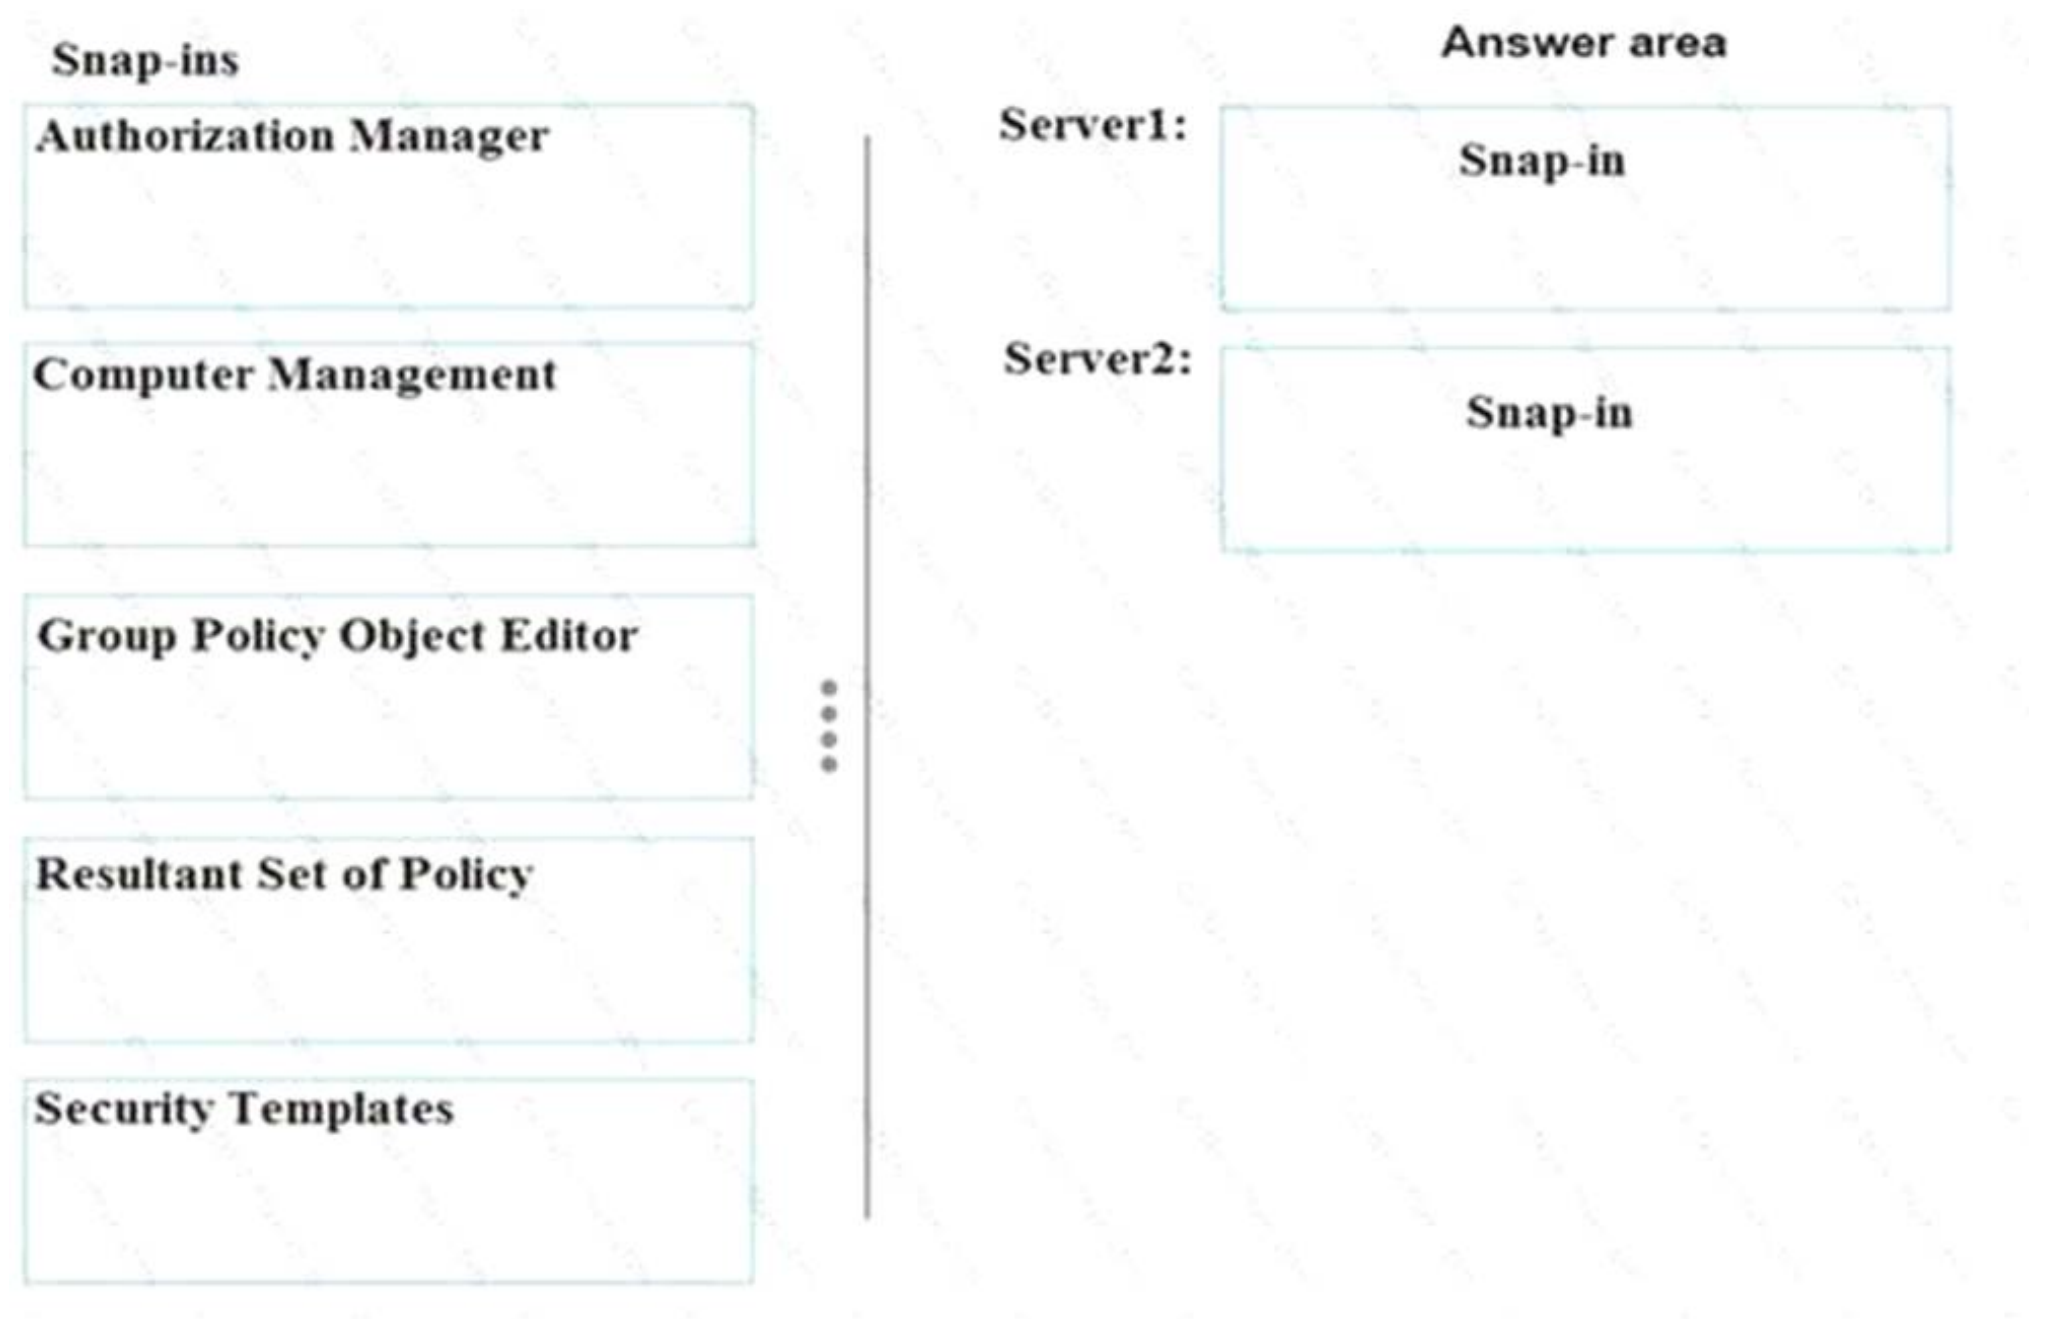 Snap-ins
Authorization Manager
Computer Management
Group Policy Object Editor
Resultant Set of Policy
Security Templates
Answer area
Server1:
Snap-in
Server2:
Snap-in